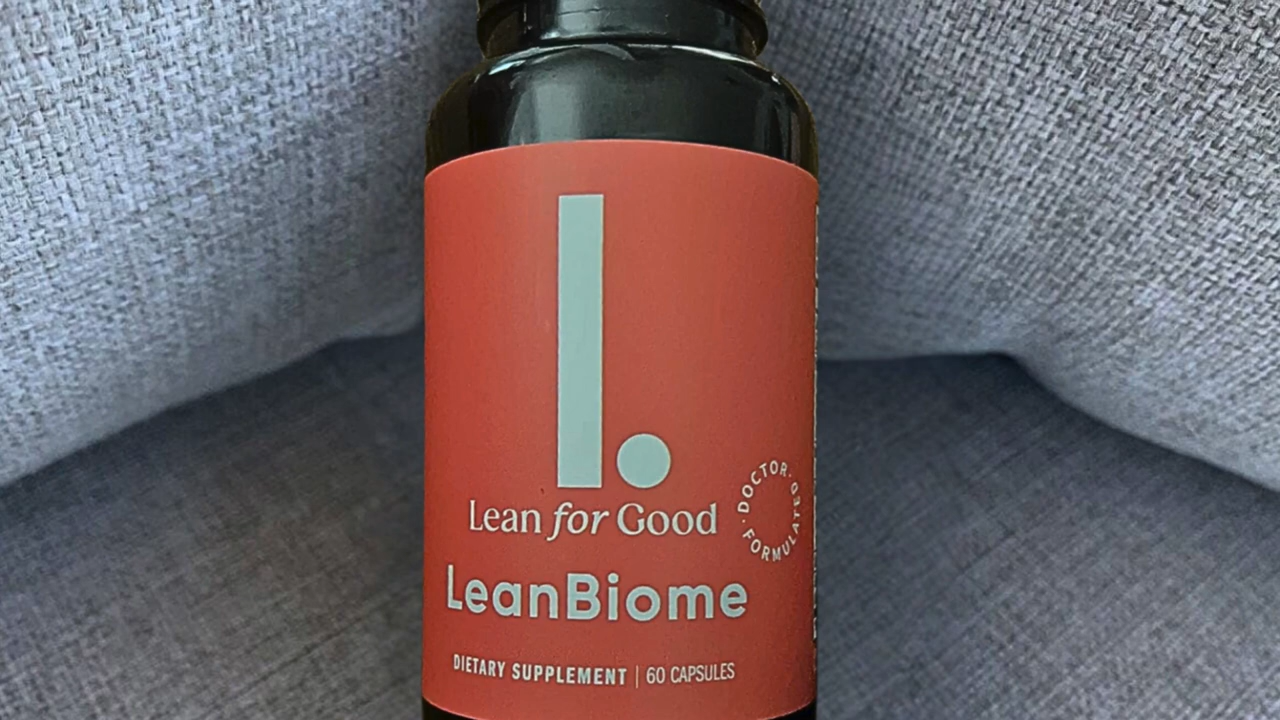 l.
Lean for Good
· DOCTOR · FORMULATED
LeanBiome
DIETARY SUPPLEMENT | 60 CAPSULES